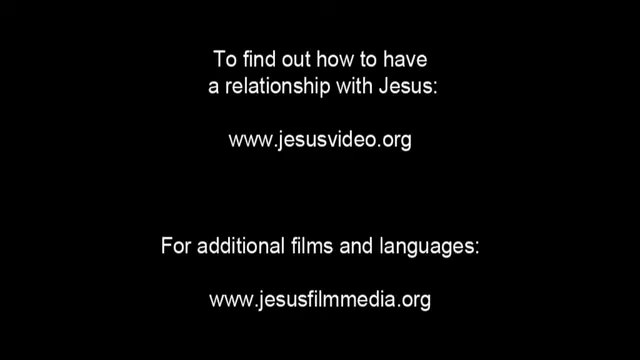 To find out how to have
a relationship with Jesus:
www.jesusvideo.org
For additional films and languages:
www.jesusfilmmedia.org